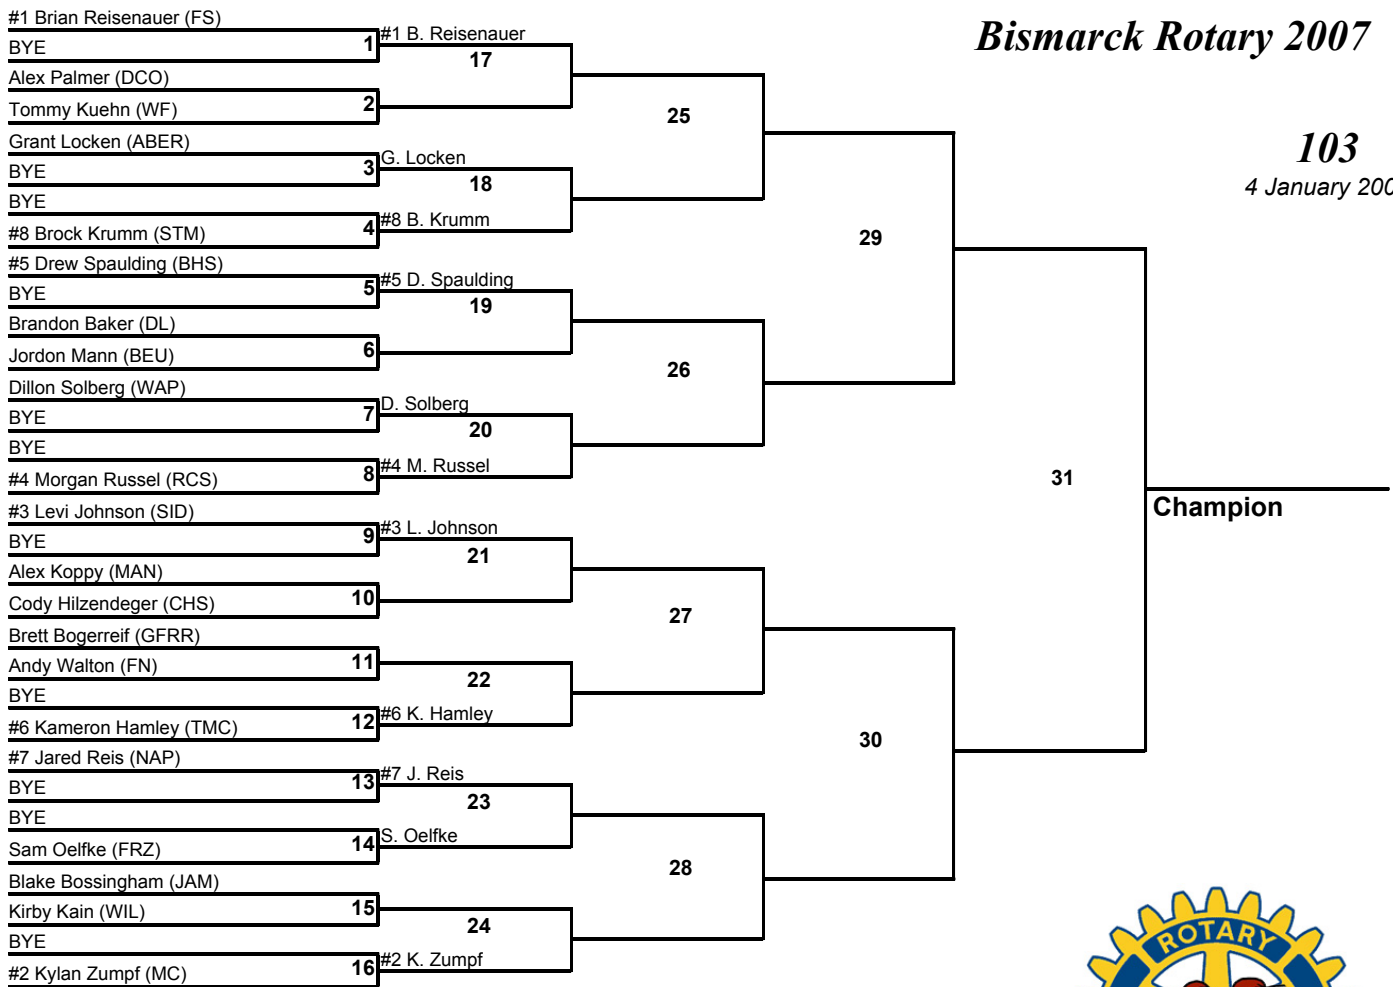 Bismarck Rotary 2007
103
4 January 200
#1 Brian Reisenauer (FS)
BYE
1
#1 B. Reisenauer
17
Alex Palmer (DCO)
Tommy Kuehn (WF)
2
25
Grant Locken (ABER)
BYE
3
G. Locken
18
BYE
#8 Brock Krumm (STM)
4
#8 B. Krumm
29
#5 Drew Spaulding (BHS)
BYE
5
#5 D. Spaulding
19
Brandon Baker (DL)
Jordon Mann (BEU)
6
26
Dillon Solberg (WAP)
BYE
7
D. Solberg
20
BYE
#4 Morgan Russel (RCS)
8
#4 M. Russel
31
Champion
#3 Levi Johnson (SID)
BYE
9
#3 L. Johnson
21
Alex Koppy (MAN)
Cody Hilzendeger (CHS)
10
27
Brett Bogerreif (GFRR)
Andy Walton (FN)
11
22
BYE
#6 Kameron Hamley (TMC)
12
#6 K. Hamley
30
#7 Jared Reis (NAP)
BYE
13
#7 J. Reis
23
BYE
Sam Oelfke (FRZ)
14
S. Oelfke
28
Blake Bossingham (JAM)
Kirby Kain (WIL)
15
24
BYE
#2 Kylan Zumpf (MC)
16
#2 K. Zumpf
ROTARY